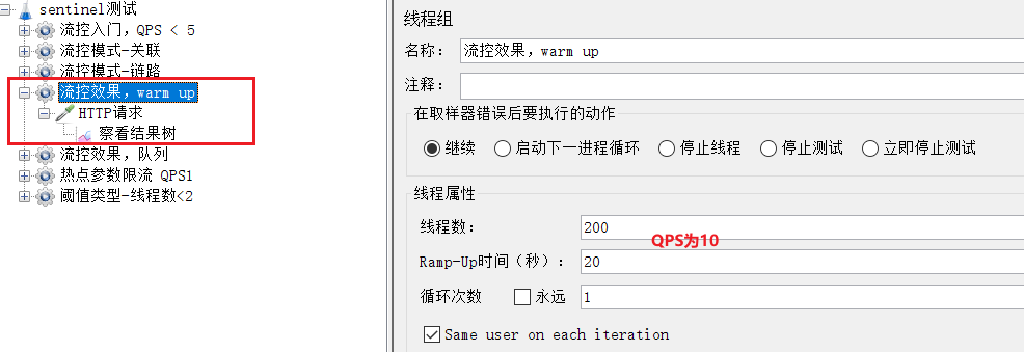 sentinel测试
流控入门，QPS < 5
流控模式-关联
流控模式-链路
流控效果，warm up
HTTP请求
察看结果树
流控效果，队列
热点参数限流 QPS1
阈值类型-线程数<2
线程组
名称： 流控效果，warm up
注释：
在取样器错误后要执行的动作
继续 启动下一进程循环 停止线程 停止测试 立即停止测试
线程属性
线程数： 200
QPS为10
Ramp-Up时间（秒）： 20
循环次数 永远 1
Same user on each iteration